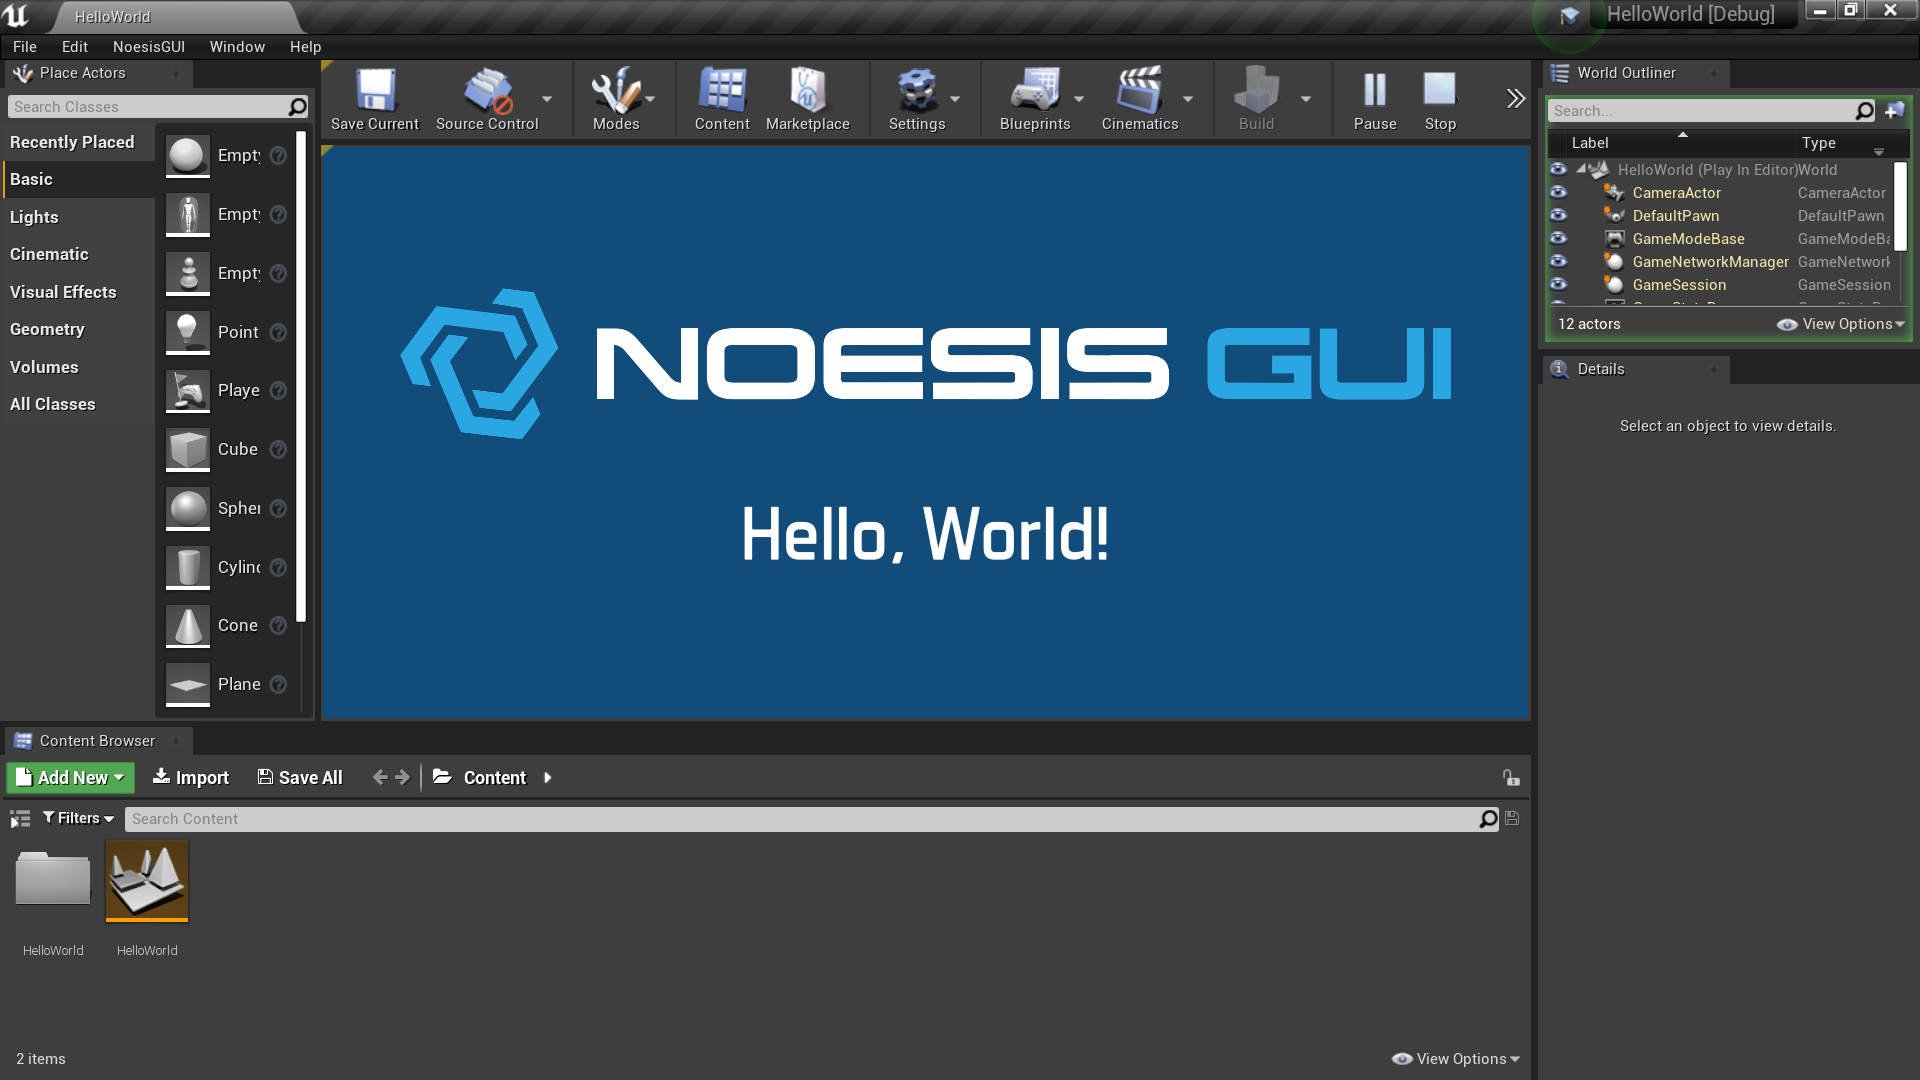 HelloWorld
HelloWorld [Debug]
File Edit NoesisGUI Window Help
Place Actors
Search Classes
Recently Placed
Basic
Lights
Cinematic
Visual Effects
Geometry
Volumes
All Classes
Empty
Empty
Empty
Point
Playe
Cube
Spher
Cylind
Cone
Plane
Save Current
Source Control
Modes
Content
Marketplace
Settings
Blueprints
Cinematics
Build
Pause
Stop
NOESIS GUI
Hello, World!
World Outliner
Search...
Label Type
HelloWorld (Play In Editor) World
CameraActor CameraActor
DefaultPawn DefaultPawn
GameModeBase GameModeBa
GameNetworkManager GameNetwork
GameSession GameSession
12 actors
View Options
Details
Select an object to view details.
Content Browser
Add New
Import
Save All
Content
Filters
Search Content
HelloWorld
HelloWorld
2 items
View Options